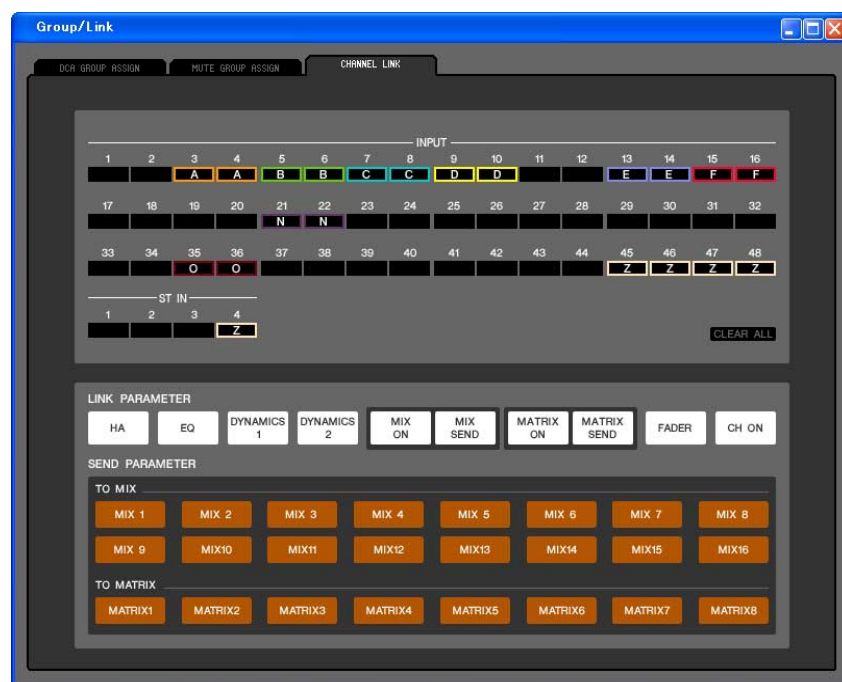 Group/Link
DCA GROUP ASSIGN MUTE GROUP ASSIGN CHANNEL LINK
INPUT
1 2 3 4 5 6 7 8 9 10 11 12 13 14 15 16
A A B B C C D D E E F F
17 18 19 20 21 22 23 24 25 26 27 28 29 30 31 32
N N
33 34 35 36 37 38 39 40 41 42 43 44 45 46 47 48
O O Z Z Z Z
ST IN
1 2 3 4
Z
CLEAR ALL
LINK PARAMETER
HA EQ DYNAMICS 1 DYNAMICS 2 MIX ON MIX SEND MATRIX ON MATRIX SEND FADER CH ON
SEND PARAMETER
TO MIX
MIX 1 MIX 2 MIX 3 MIX 4 MIX 5 MIX 6 MIX 7 MIX 8
MIX 9 MIX10 MIX11 MIX12 MIX13 MIX14 MIX15 MIX16
TO MATRIX
MATRIX1 MATRIX2 MATRIX3 MATRIX4 MATRIX5 MATRIX6 MATRIX7 MATRIX8